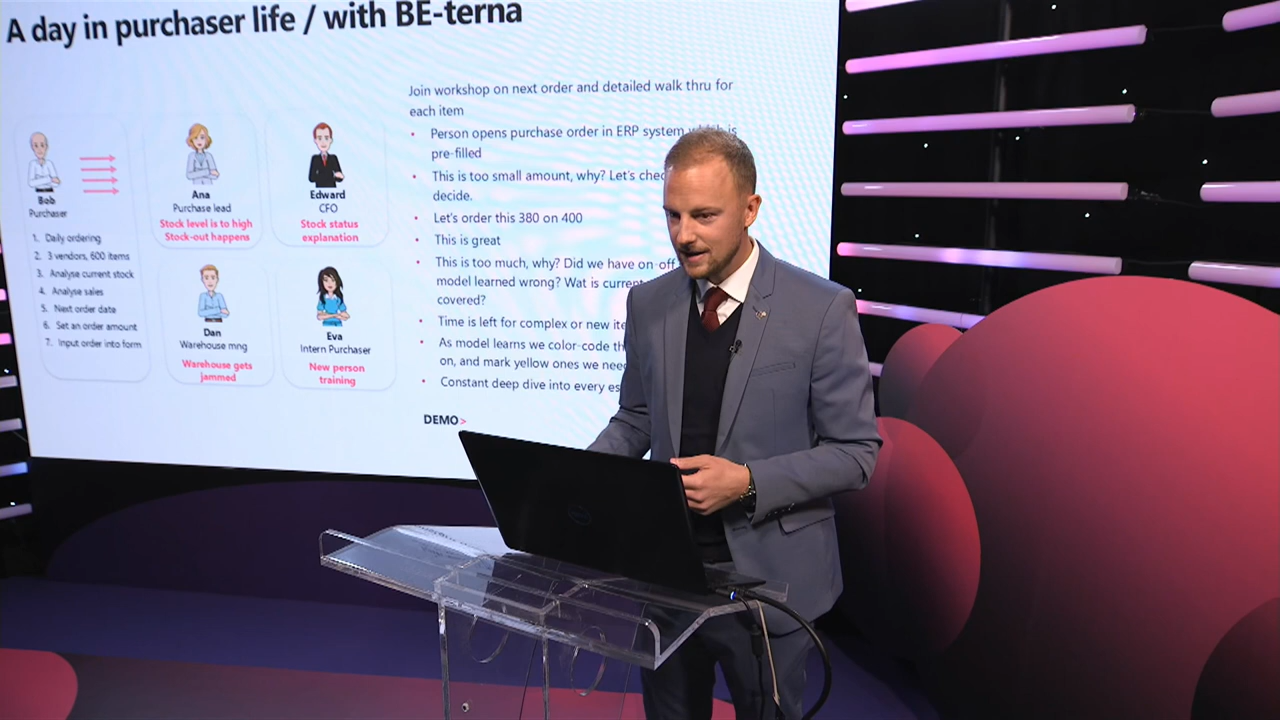 A day in purchaser life / with BE-terna
Bob
Purchaser
1. Daily ordering
2. 3 vendors, 600 items
3. Analyse current stock
4. Analyse sales
5. Next order date
6. Set an order amount
7. Input order into form
Ana
Purchase lead
Stock level is to high
Stock-out happens
Edward
CFO
Stock status
explanation
Dan
Warehouse mng
Warehouse gets
jammed
Eva
Intern Purchaser
New person
training
Join workshop on next order and detailed walk thru for
each item
• Person opens purchase order in ERP system which is
pre-filled
• This is too small amount, why? Let's
decide.
• Let's order this 380 on 400
• This is great
• This is too much, why? Did we have on-off
model learned wrong? Wat is
covered?
• Time is left for complex or new
• As model learns we color-code
on, and mark yellow ones we
• Constant deep dive into every
DEMO>